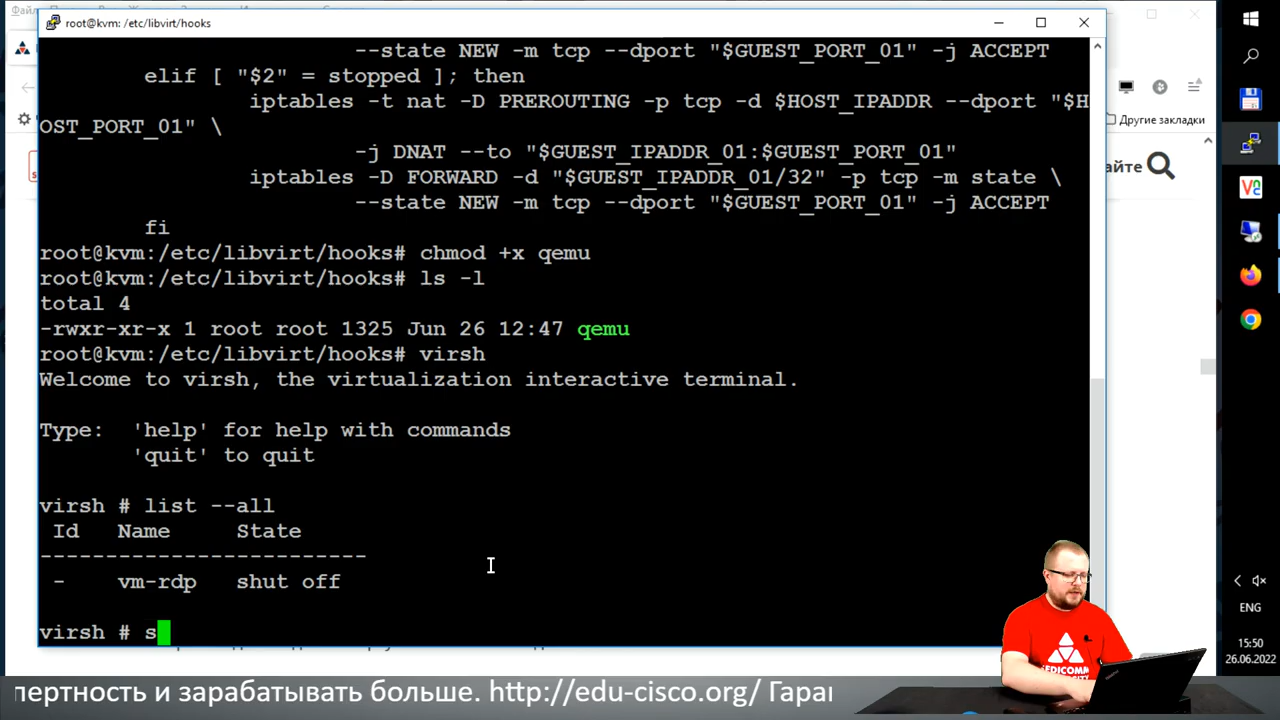 Файл
root@kvm: /etc/libvirt/hooks
--state NEW -m tcp --dport "$GUEST_PORT_01" -j ACCEPT
elif [ "$2" = stopped ]; then
iptables -t nat -D PREROUTING -p tcp -d $HOST_IPADDR --dport "$H
OST_PORT_01" \
-j DNAT --to "$GUEST_IPADDR_01:$GUEST_PORT_01"
iptables -D FORWARD -d "$GUEST_IPADDR_01/32" -p tcp -m state \
--state NEW -m tcp --dport "$GUEST_PORT_01" -j ACCEPT
fi
root@kvm:/etc/libvirt/hooks# chmod +x qemu
root@kvm:/etc/libvirt/hooks# ls -l
total 4
-rwxr-xr-x 1 root root 1325 Jun 26 12:47 qemu
root@kvm:/etc/libvirt/hooks# virsh
Welcome to virsh, the virtualization interactive terminal.
Type: 'help' for help with commands
'quit' to quit
virsh # list --all
Id Name State
------------------------
- vm-rdp shut off
virsh # s
Другие закладки
айте
ENG
15:50
26.06.2022
EDICOMM
пертность и зарабатывать больше. http://edu-cisco.org/ Гаран